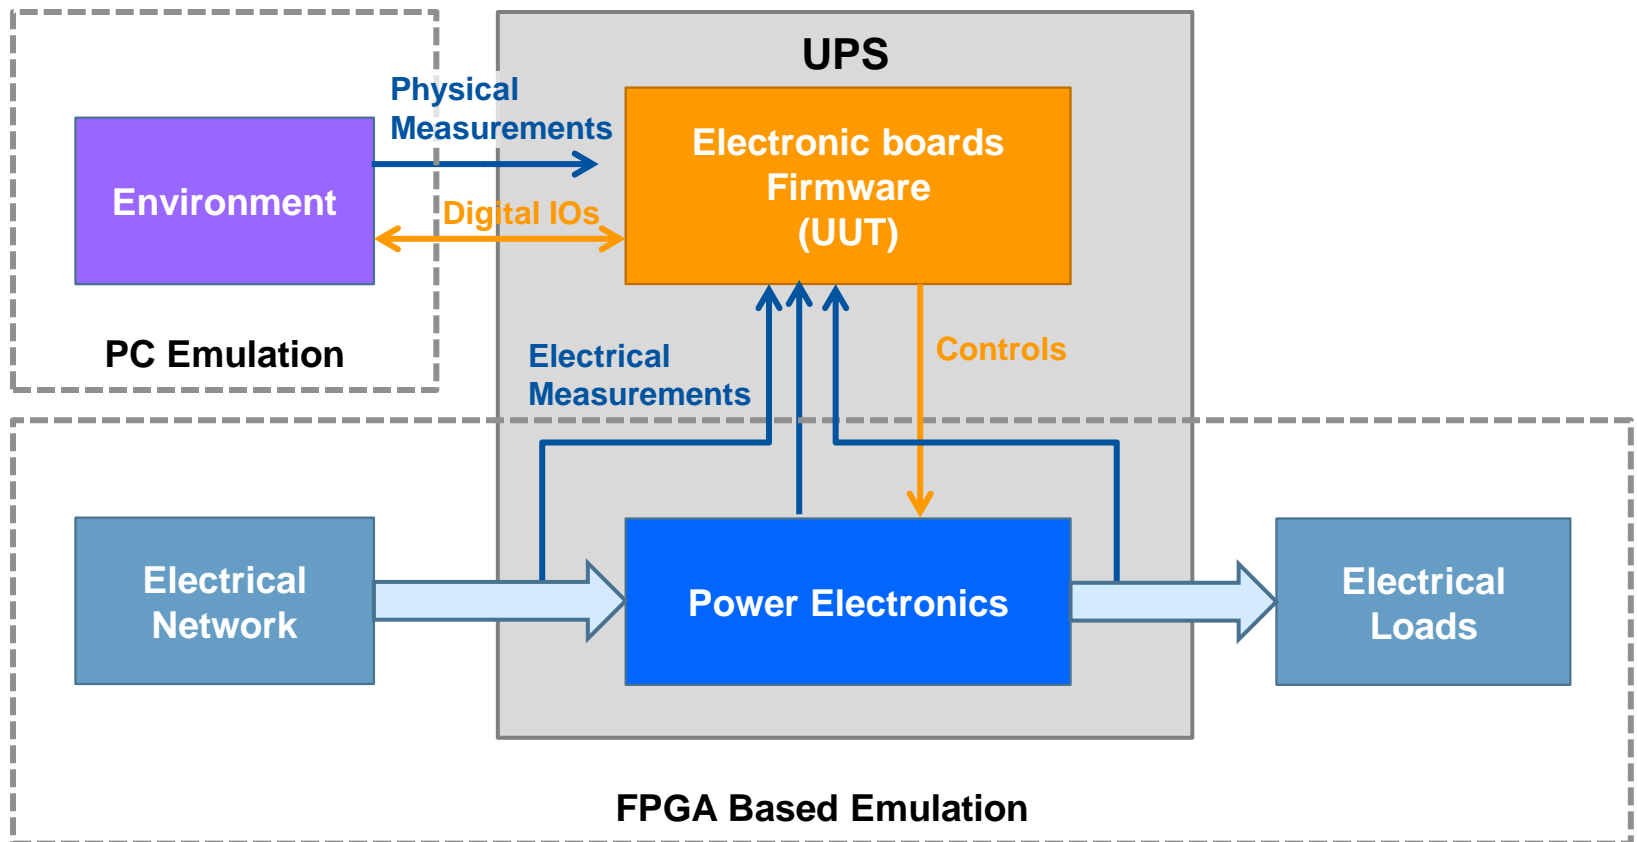 UPS
Physical
Measurements
Electronic boards
Firmware
(UUT)
Environment
Digital IOs
PC Emulation
Electrical
Measurements
Controls
Electrical
Network
Power Electronics
Electrical
Loads
FPGA Based Emulation